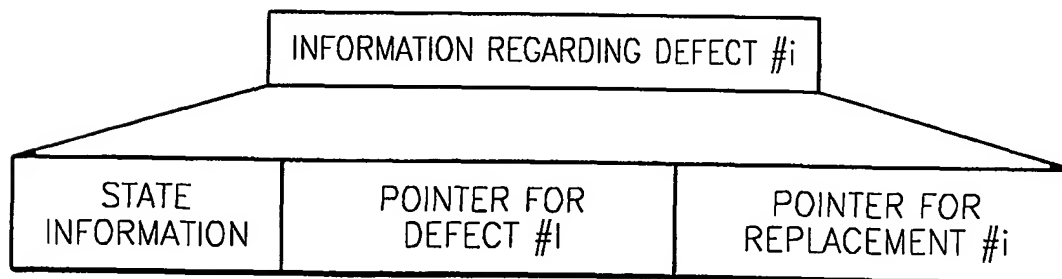 INFORMATION REGARDING DEFECT #i
STATE
INFORMATION
POINTER FOR
DEFECT #I
POINTER FOR
REPLACEMENT #i